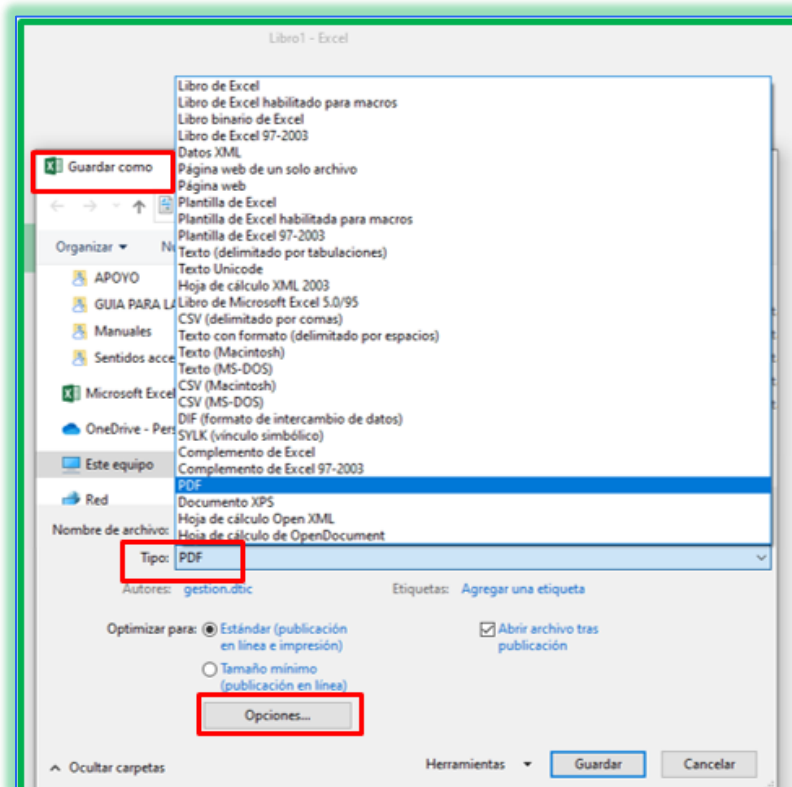 Libro1 - Excel
Libro de Excel
Libro de Excel habilitado para macros
Libro binario de Excel
Libro de Excel 97-2003
Datos XML
Guardar como
Página web de un solo archivo
Página web
Plantilla de Excel
Plantilla de Excel habilitada para macros
Plantilla de Excel 97-2003
Organizar
Texto (delimitado por tabulaciones)
Texto Unicode
APOYO
Hoja de cálculo XML 2003
GUIA PARA LA
Libro de Microsoft Excel 5.0/95
CSV (delimitado por comas)
Manuales
Texto con formato (delimitado por espacios)
Texto (Macintosh)
Sentidos acce
Texto (MS-DOS)
CSV (Macintosh)
Microsoft Excel
CSV (MS-DOS)
DIF (formato de intercambio de datos)
OneDrive - Pers
SYLK (vínculo simbólico)
Complemento de Excel
Este equipo
Complemento de Excel 97-2003
PDF
Red
Documento XPS
Hoja de cálculo Open XML
Nombre de archivo:
Hoja de cálculo de OpenDocument
Tipo: PDF
Autores: gestion.dtic Etiquetas: Agregar una etiqueta
Optimizar para: Estándar (publicación Abrir archivo tras
en línea e impresión) publicación
Tamaño mínimo
(publicación en línea)
Opciones...
Ocultar carpetas Herramientas Guardar Cancelar